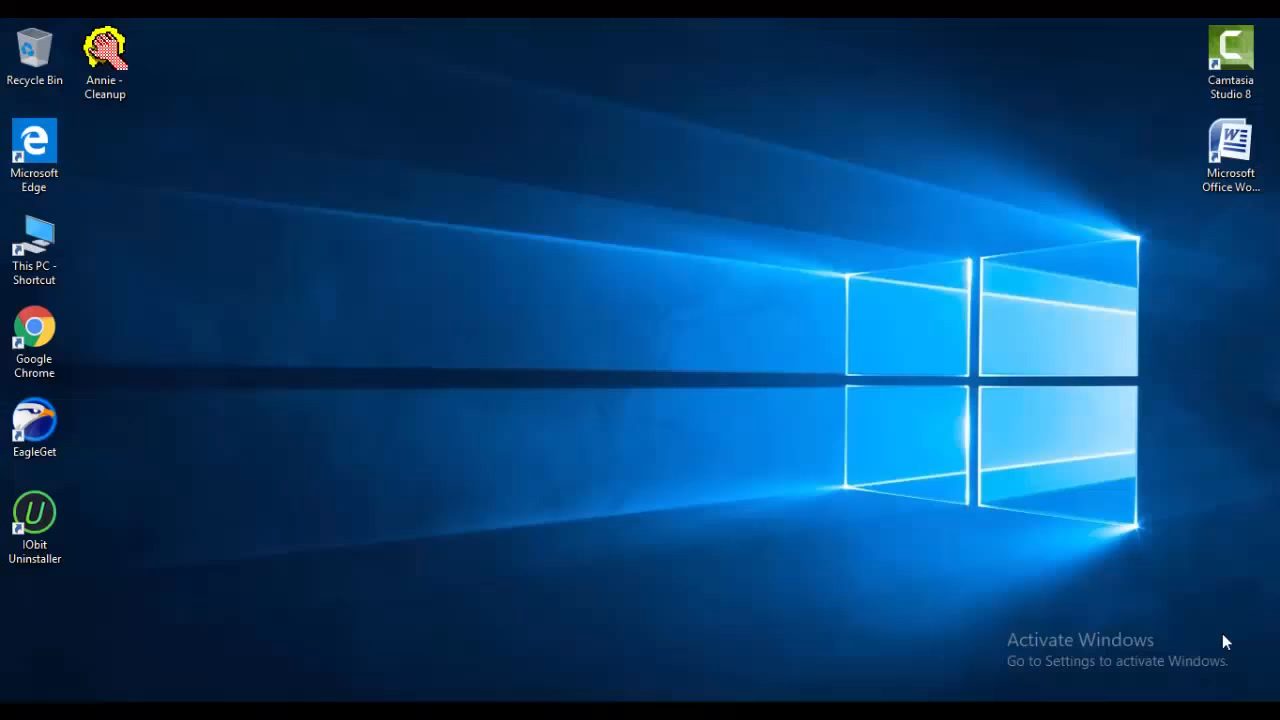 Recycle Bin
Annie -
Cleanup
Microsoft
Edge
This PC -
Shortcut
Google
Chrome
EagleGet
IObit
Uninstaller
Camtasia
Studio 8
Microsoft
Office Wo...
Activate Windows
Go to Settings to activate Windows.